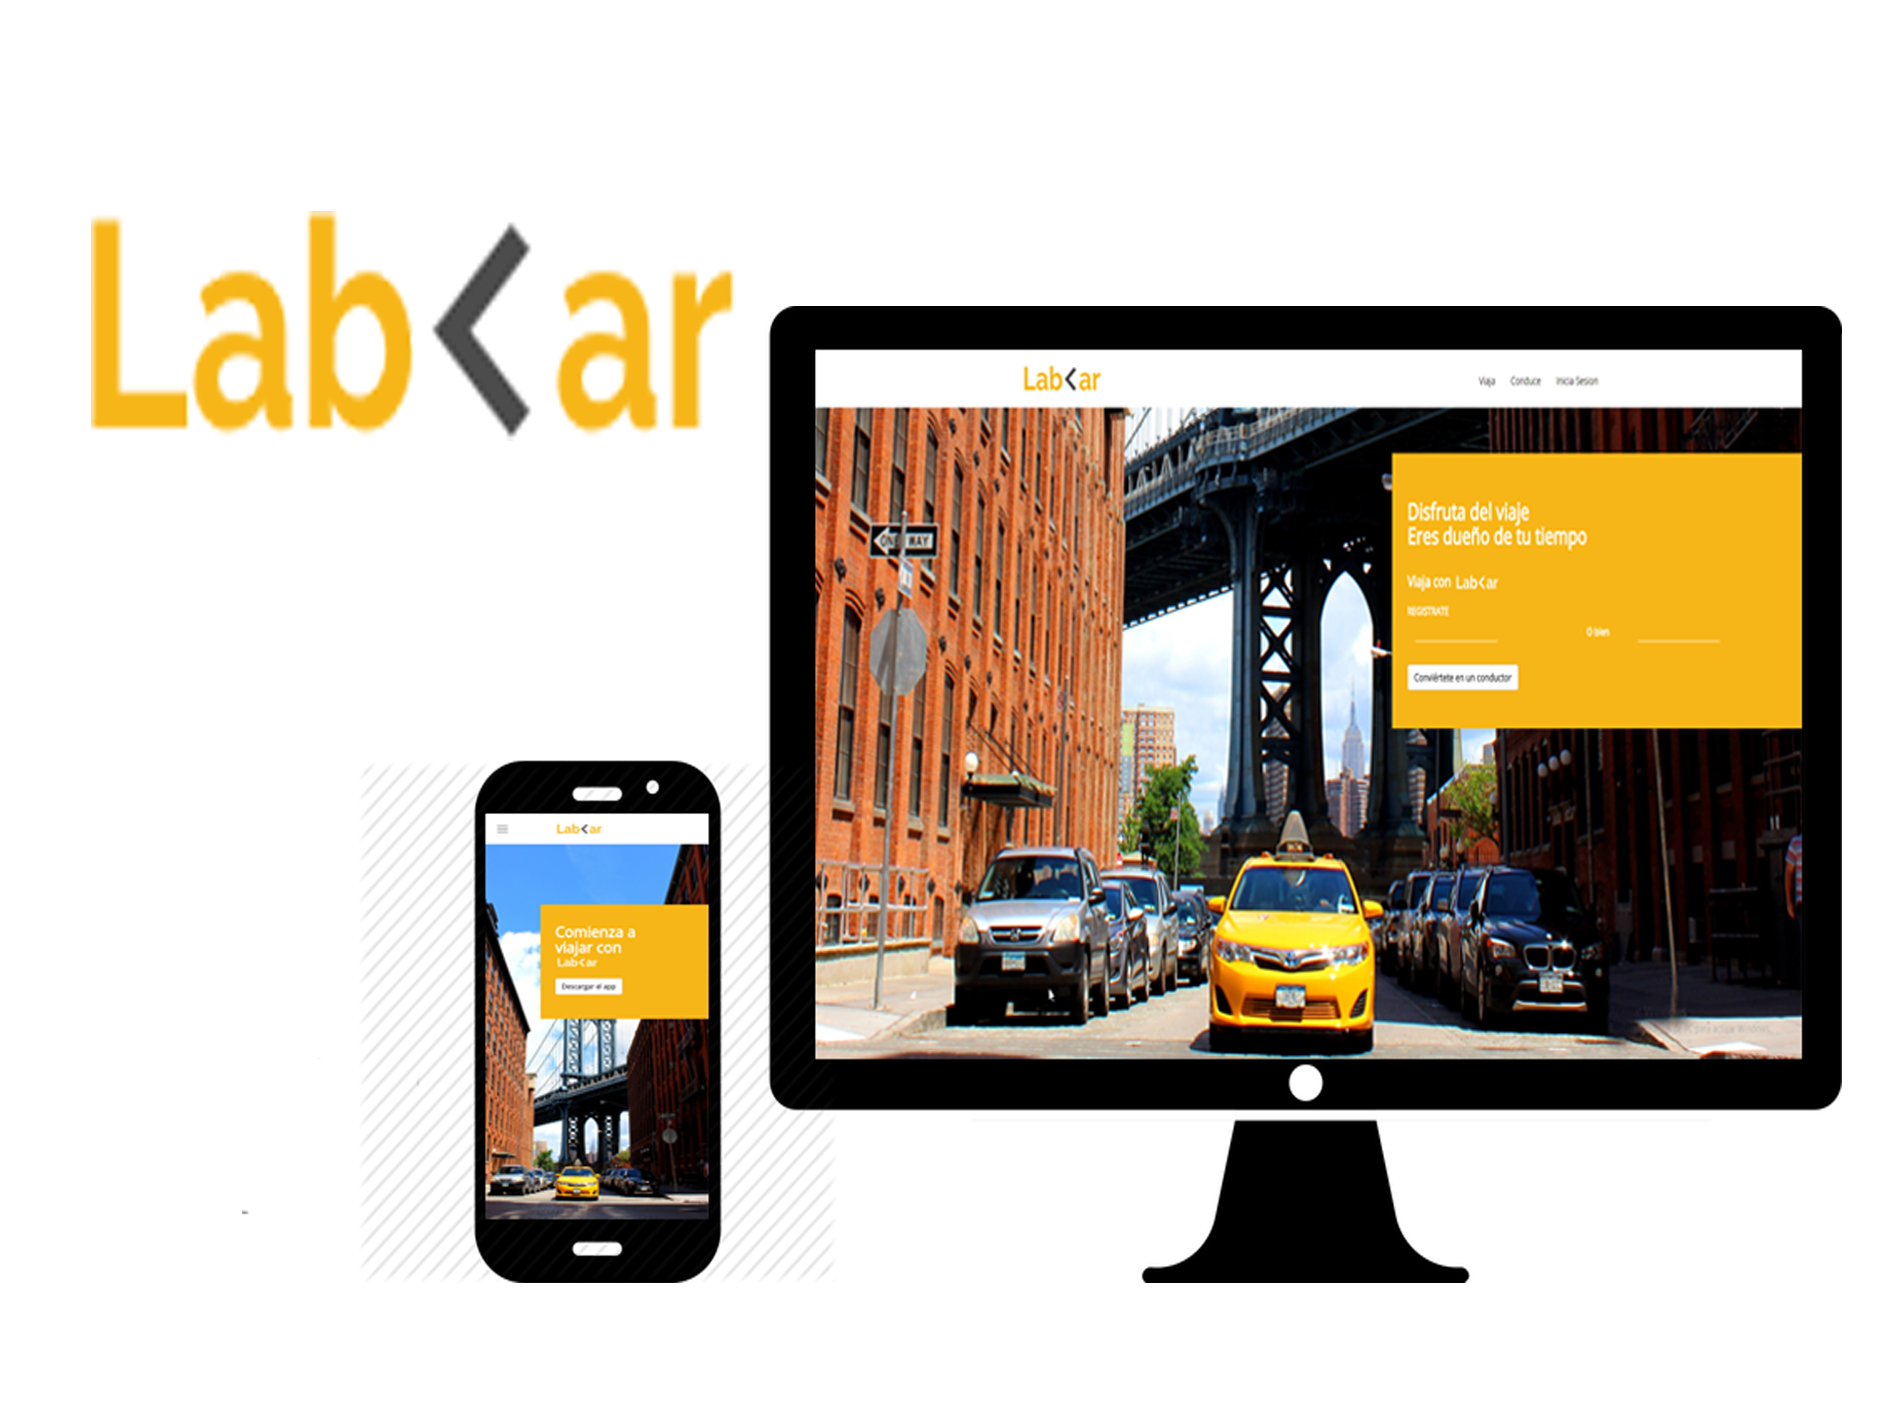 Lab<ar
Lab<ar
Viaja Conduce Inicia Sesion
ONE WAY
Disfruta del viaje
Eres dueño de tu tiempo
Viaja con Lab<ar
REGISTRATE
O bien
Conviértete en un conductor
Lab<ar
Comienza a
viajar con
Lab<ar
Descargar el app